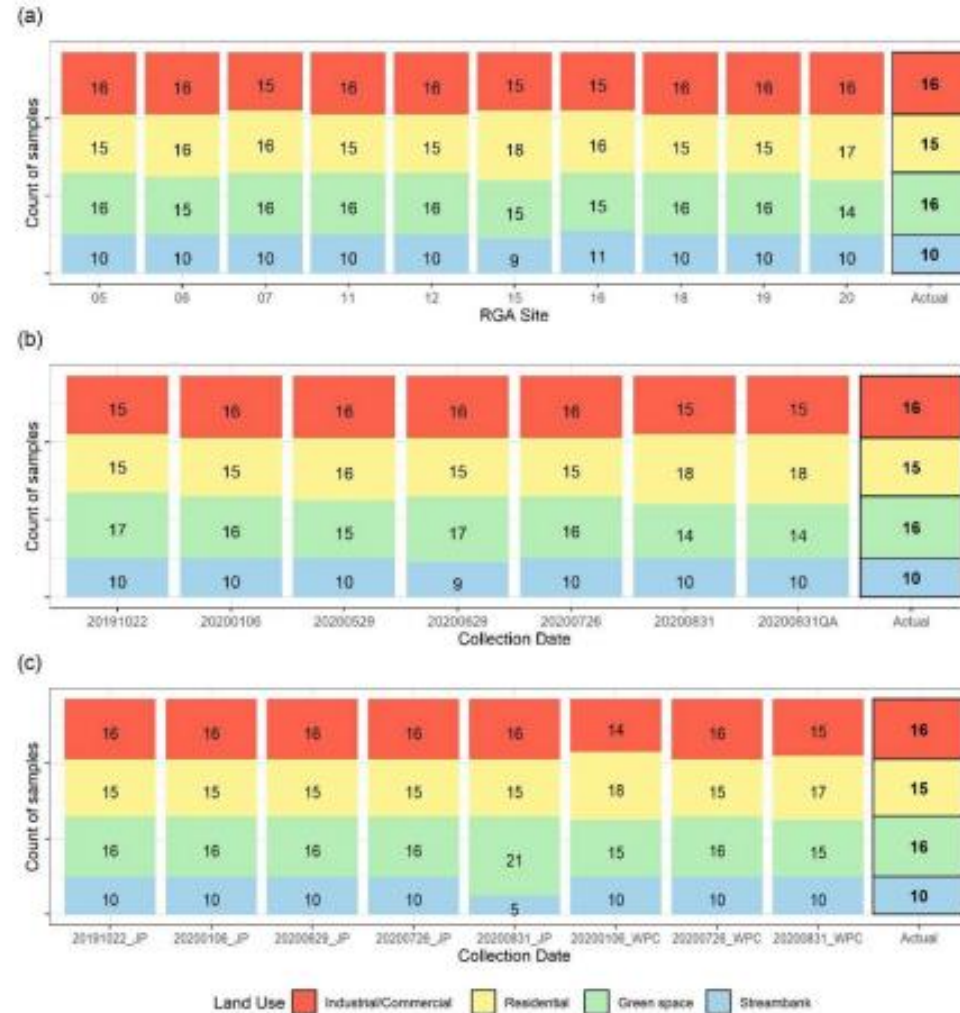 (a)
Count of samples
16 16 15 16 16 15 15 16 16 16 16
15 16 16 15 15 18 16 15 15 17 15
16 15 16 16 16 15 15 16 16 14 16
10 10 10 10 10 9 11 10 10 10 10
05 06 07 11 12 15 16 18 19 20 Actual
RGA Site
(b)
Count of samples
15 16 16 16 16 15 15 16
15 15 16 15 15 18 18 15
17 16 15 17 16 14 14 16
10 10 10 9 10 10 10 10
20191022 20200106 20200529 20200629 20200726 20200831 20200831QA Actual
Collection Date
(c)
Count of samples
16 16 16 16 16 14 16 15 16
15 15 15 15 15 18 15 17 15
16 16 16 16 21 15 16 15 16
10 10 10 10 5 10 10 10 10
20191022_JP 20200106_JP 20200629_JP 20200726_JP 20200831_JP 20200106_WPC 20200726_WPC 20200831_WPC Actual
Collection Date
Land Use Industrial/Commercial Residential Green space Streambank